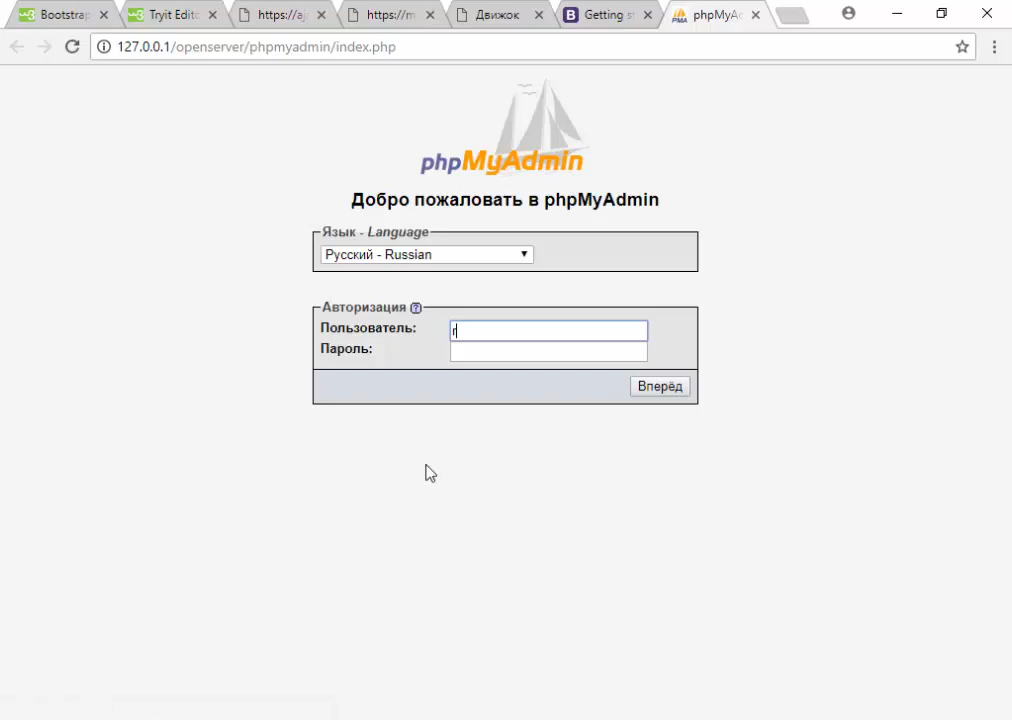 Bootstrap
Tryit Edito
https://aj
https://m
Движок
Getting st
phpMyAd
127.0.0.1/openserver/phpmyadmin/index.php
phpMyAdmin
Добро пожаловать в phpMyAdmin
Язык - Language
Русский - Russian
Авторизация
Пользователь: r
Пароль:
Вперёд